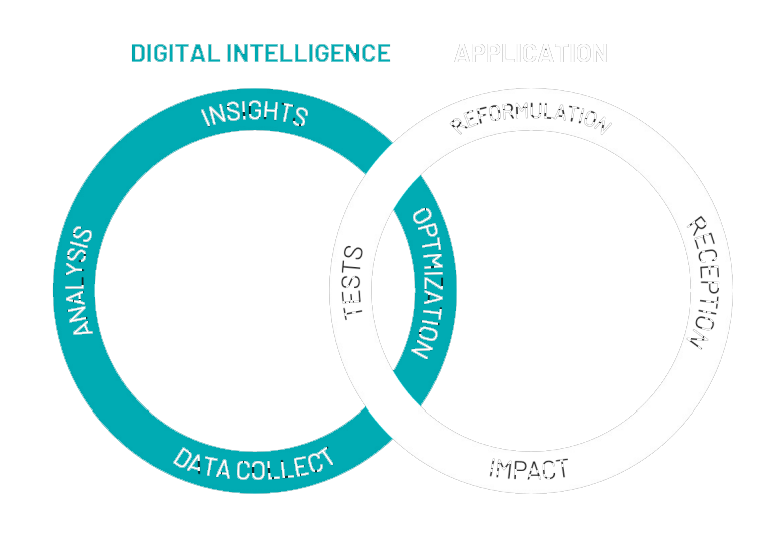 DIGITAL INTELLIGENCE
APPLICATION
INSIGHTS
REFORMULATION
ANALYSIS
TESTS
OPTMIZATION
RECEPTION
DATA COLLECT
IMPACT